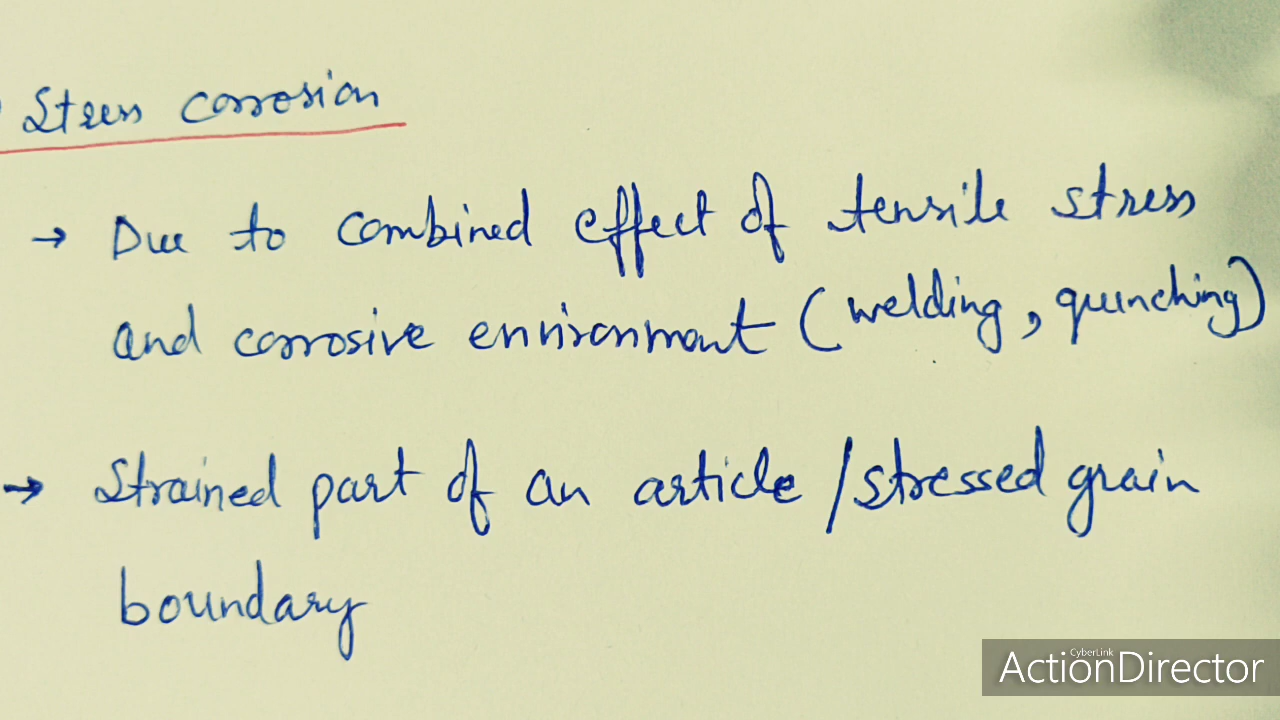 Stress corrosion
→ Due to combined effect of tensile stress
and corrosive environment (welding, quenching)
→ Strained part of an article/stressed grain
boundary
CyberLink
ActionDirector